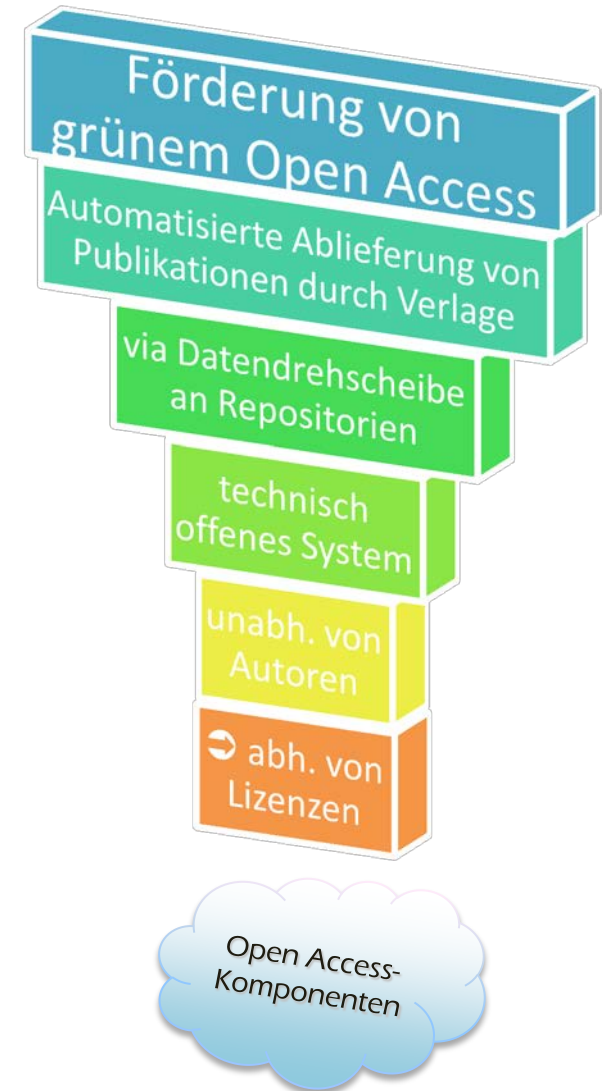 Förderung von
grünem Open Access
Automatisierte Ablieferung von
Publikationen durch Verlage
via Datendrehscheibe
an Repositorien
technisch
offenes System
unabh. von
Autoren
➲ abh. von
Lizenzen
Open Access-
Komponenten